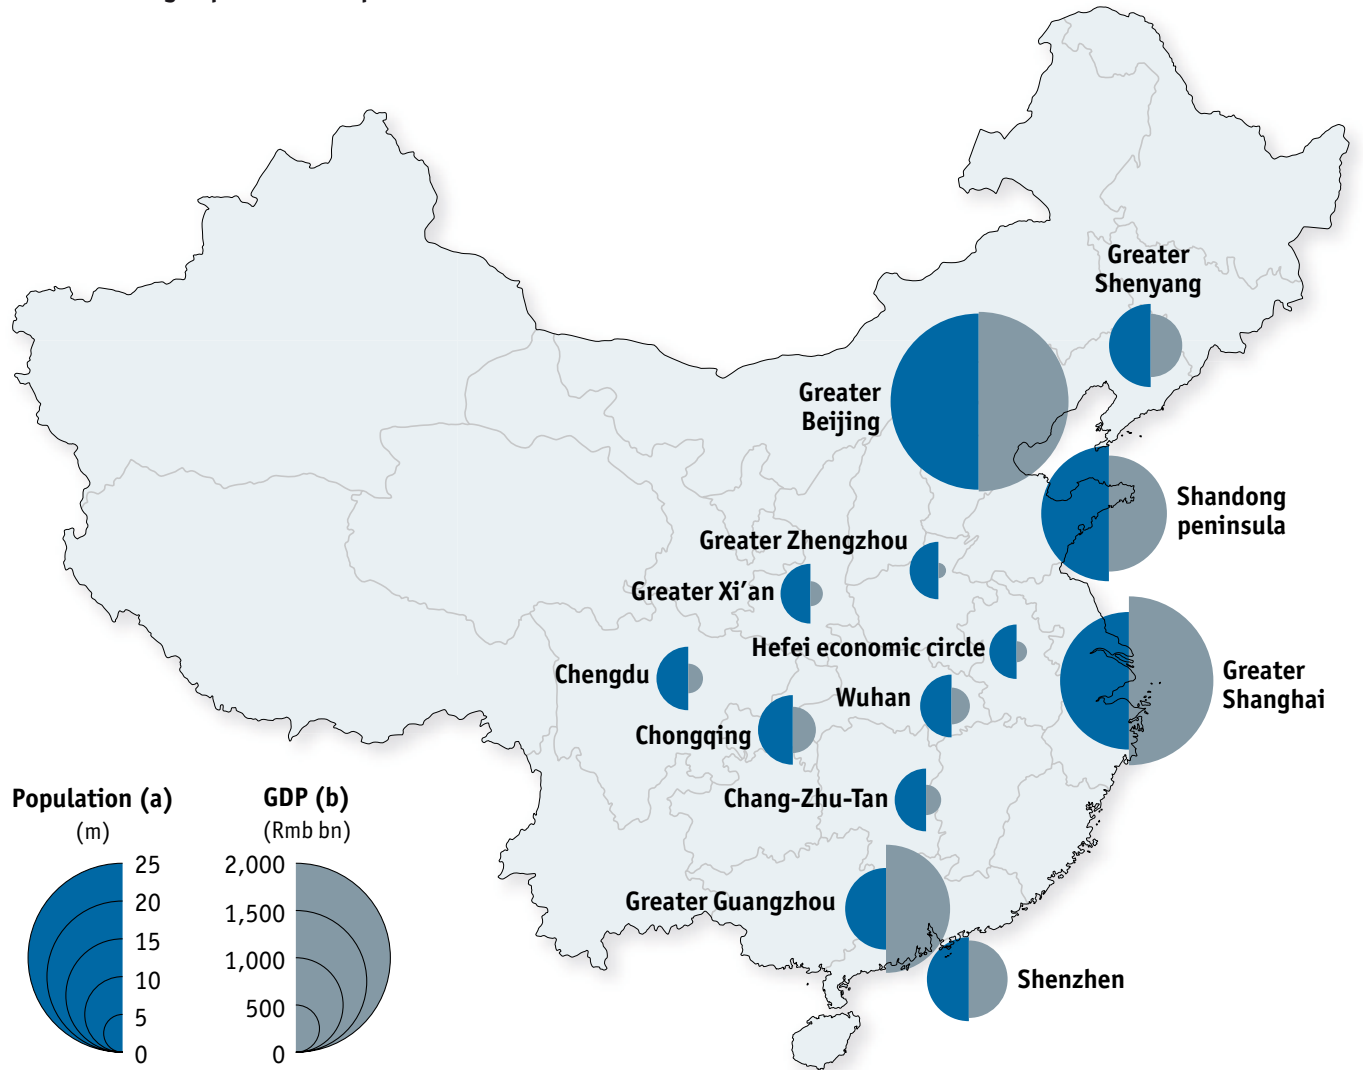 Greater
Shenyang
Greater
Beijing
Shandong
peninsula
Greater Zhengzhou
Greater Xi’an
Hefei economic circle
Chengdu
Wuhan
Greater
Shanghai
Chongqing
Chang-Zhu-Tan
Greater Guangzhou
Shenzhen
Population (a)
(m)
25
20
15
10
5
0
GDP (b)
(Rmb bn)
2,000
1,500
1,000
500
0